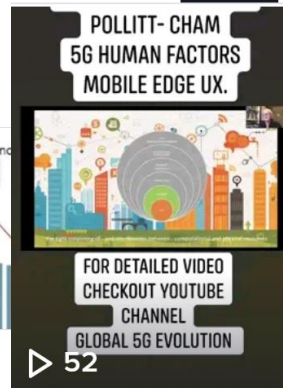 POLLITT- CHAM
5G HUMAN FACTORS
MOBILE EDGE UX.
FOR DETAILED VIDEO
CHECKOUT YOUTUBE
CHANNEL
GLOBAL 5G EVOLUTION
52